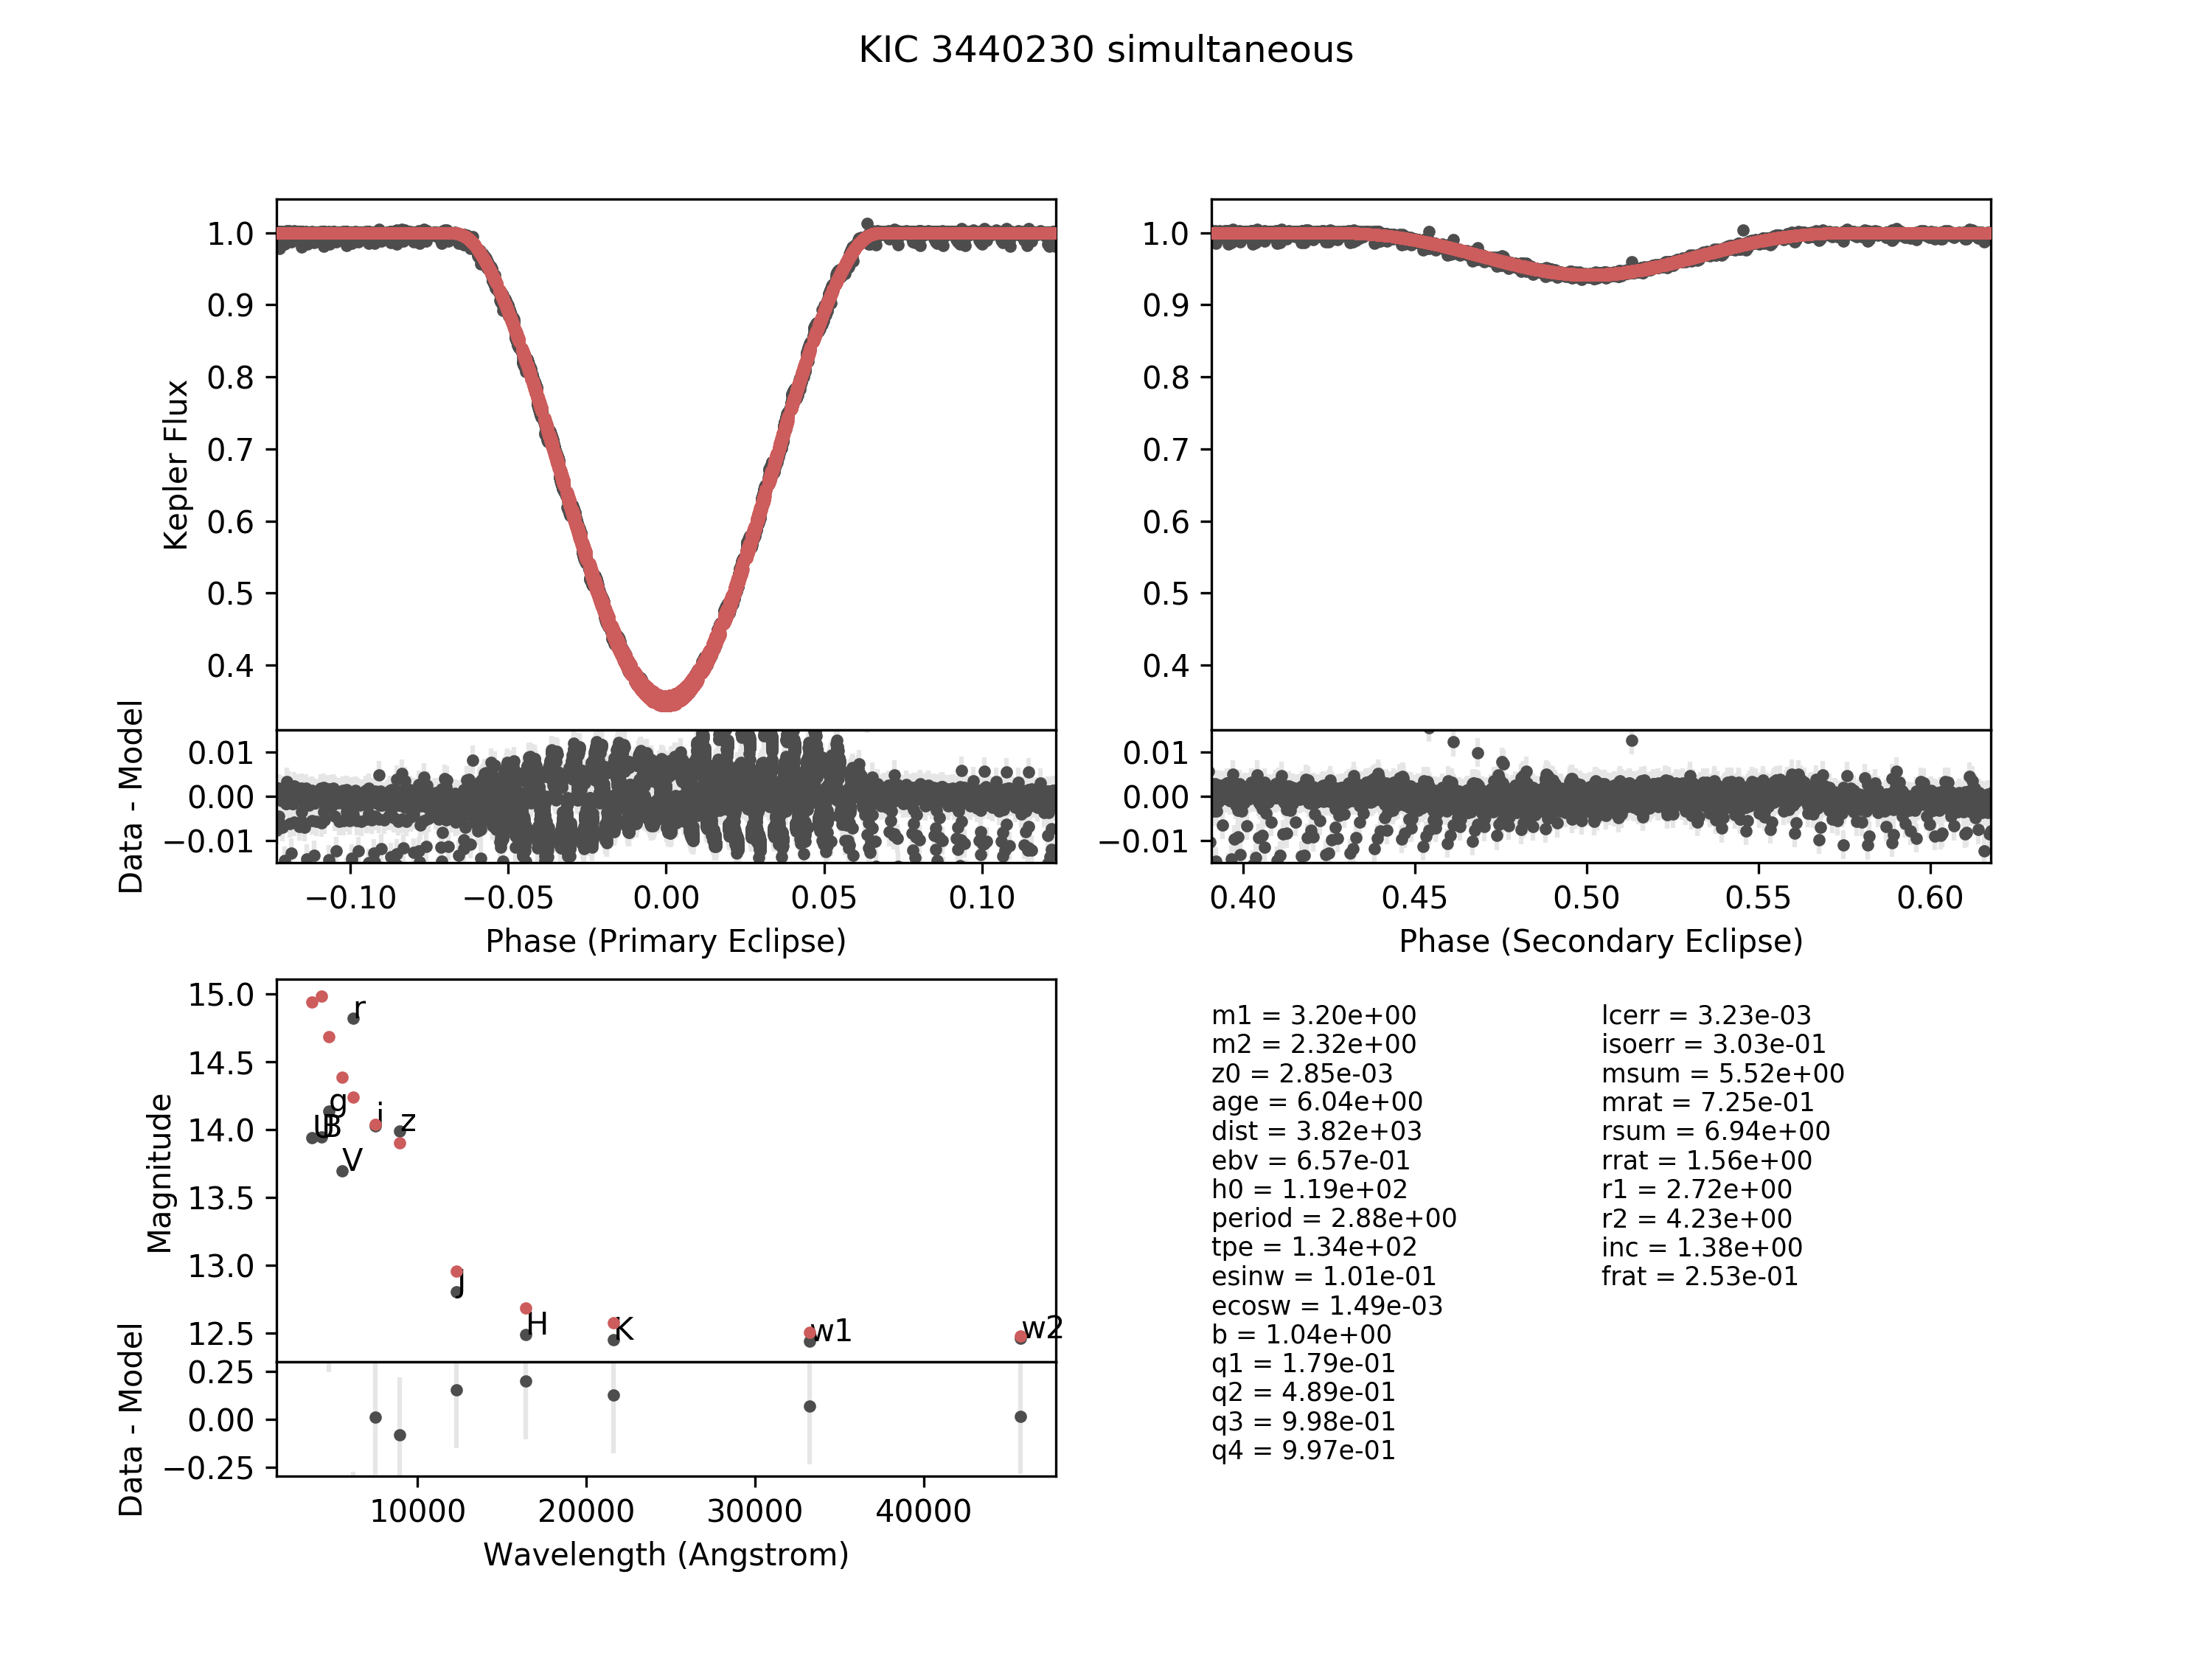 KIC 3440230 simultaneous
1.0
0.9
0.8
0.7
0.6
0.5
0.4
Kepler Flux
0.01
0.00
−0.01
Data - Model
−0.10
−0.05
0.00
0.05
0.10
Phase (Primary Eclipse)
1.0
0.9
0.8
0.7
0.6
0.5
0.4
0.01
0.00
−0.01
0.40
0.45
0.50
0.55
0.60
Phase (Secondary Eclipse)
15.0
14.5
14.0
13.5
13.0
12.5
Magnitude
U
B
g
V
r
i
z
J
H
K
w1
w2
0.25
0.00
−0.25
Data - Model
10000
20000
30000
40000
Wavelength (Angstrom)
m1 = 3.20e+00
m2 = 2.32e+00
z0 = 2.85e-03
age = 6.04e+00
dist = 3.82e+03
ebv = 6.57e-01
h0 = 1.19e+02
period = 2.88e+00
tpe = 1.34e+02
esinw = 1.01e-01
ecosw = 1.49e-03
b = 1.04e+00
q1 = 1.79e-01
q2 = 4.89e-01
q3 = 9.98e-01
q4 = 9.97e-01
lcerr = 3.23e-03
isoerr = 3.03e-01
msum = 5.52e+00
mrat = 7.25e-01
rsum = 6.94e+00
rrat = 1.56e+00
r1 = 2.72e+00
r2 = 4.23e+00
inc = 1.38e+00
frat = 2.53e-01